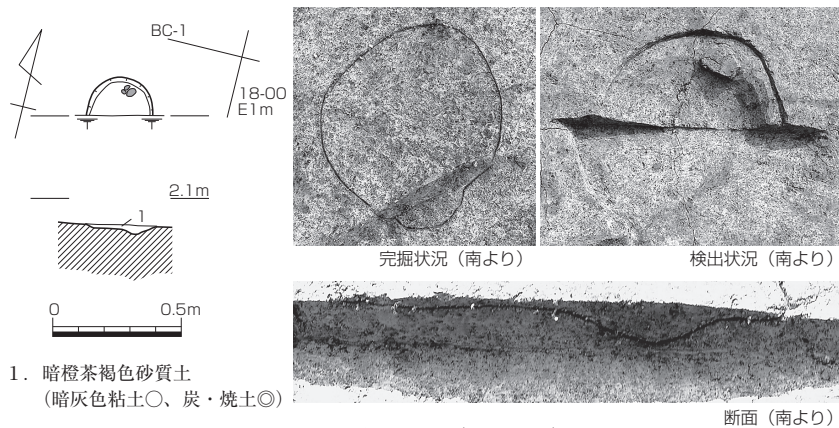 BC-1
18-00
E1m
2.1m
1
0 0.5m
1．暗橙茶褐色砂質土
（暗灰色粘土○、炭・焼土◎）
完掘状況（南より）
検出状況（南より）
断面（南より）